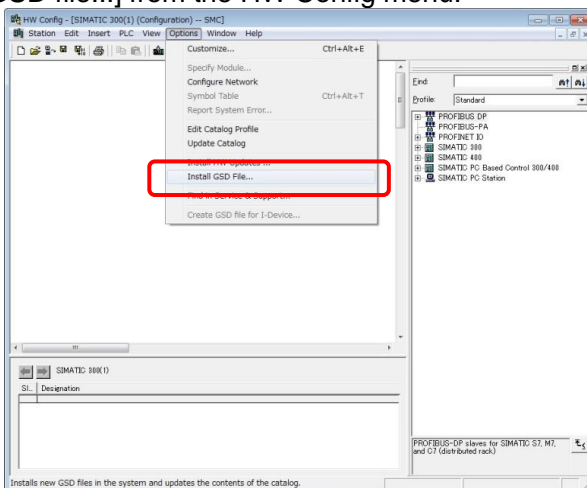 GSD file...] from the HW Config menu.
HW Config - [SIMATIC 300(1) (Configuration) -- SMC]
Station Edit Insert PLC View Options Window Help
Customize... Ctrl+Alt+E
Specify Module...
Configure Network
Symbol Table Ctrl+Alt+T
Report System Error...
Edit Catalog Profile
Update Catalog
Install HW Updates ...
Install GSD File...
Find in Service & Support...
Create GSD file for I-Device...
Find:
Profile: Standard
PROFIBUS DP
PROFIBUS-PA
PROFINET IO
SIMATIC 300
SIMATIC 400
SIMATIC PC Based Control 300/400
SIMATIC PC Station
SIMATIC 300(1)
Sl... Designation
PROFIBUS-DP slaves for SIMATIC S7, M7,
and C7 (distributed rack)
Installs new GSD files in the system and updates the contents of the catalog.